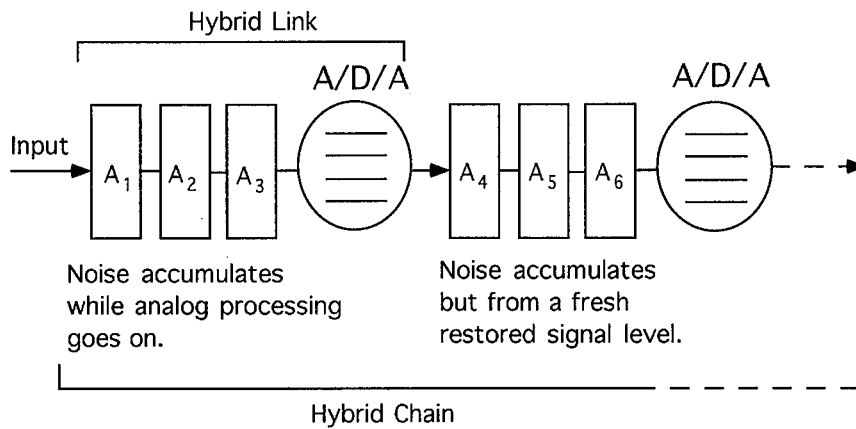 Hybrid Link
A/D/A
A/D/A
Input
A₁
A₂
A₃
A₄
A₅
A₆
Noise accumulates
while analog processing
goes on.
Noise accumulates
but from a fresh
restored signal level.
Hybrid Chain